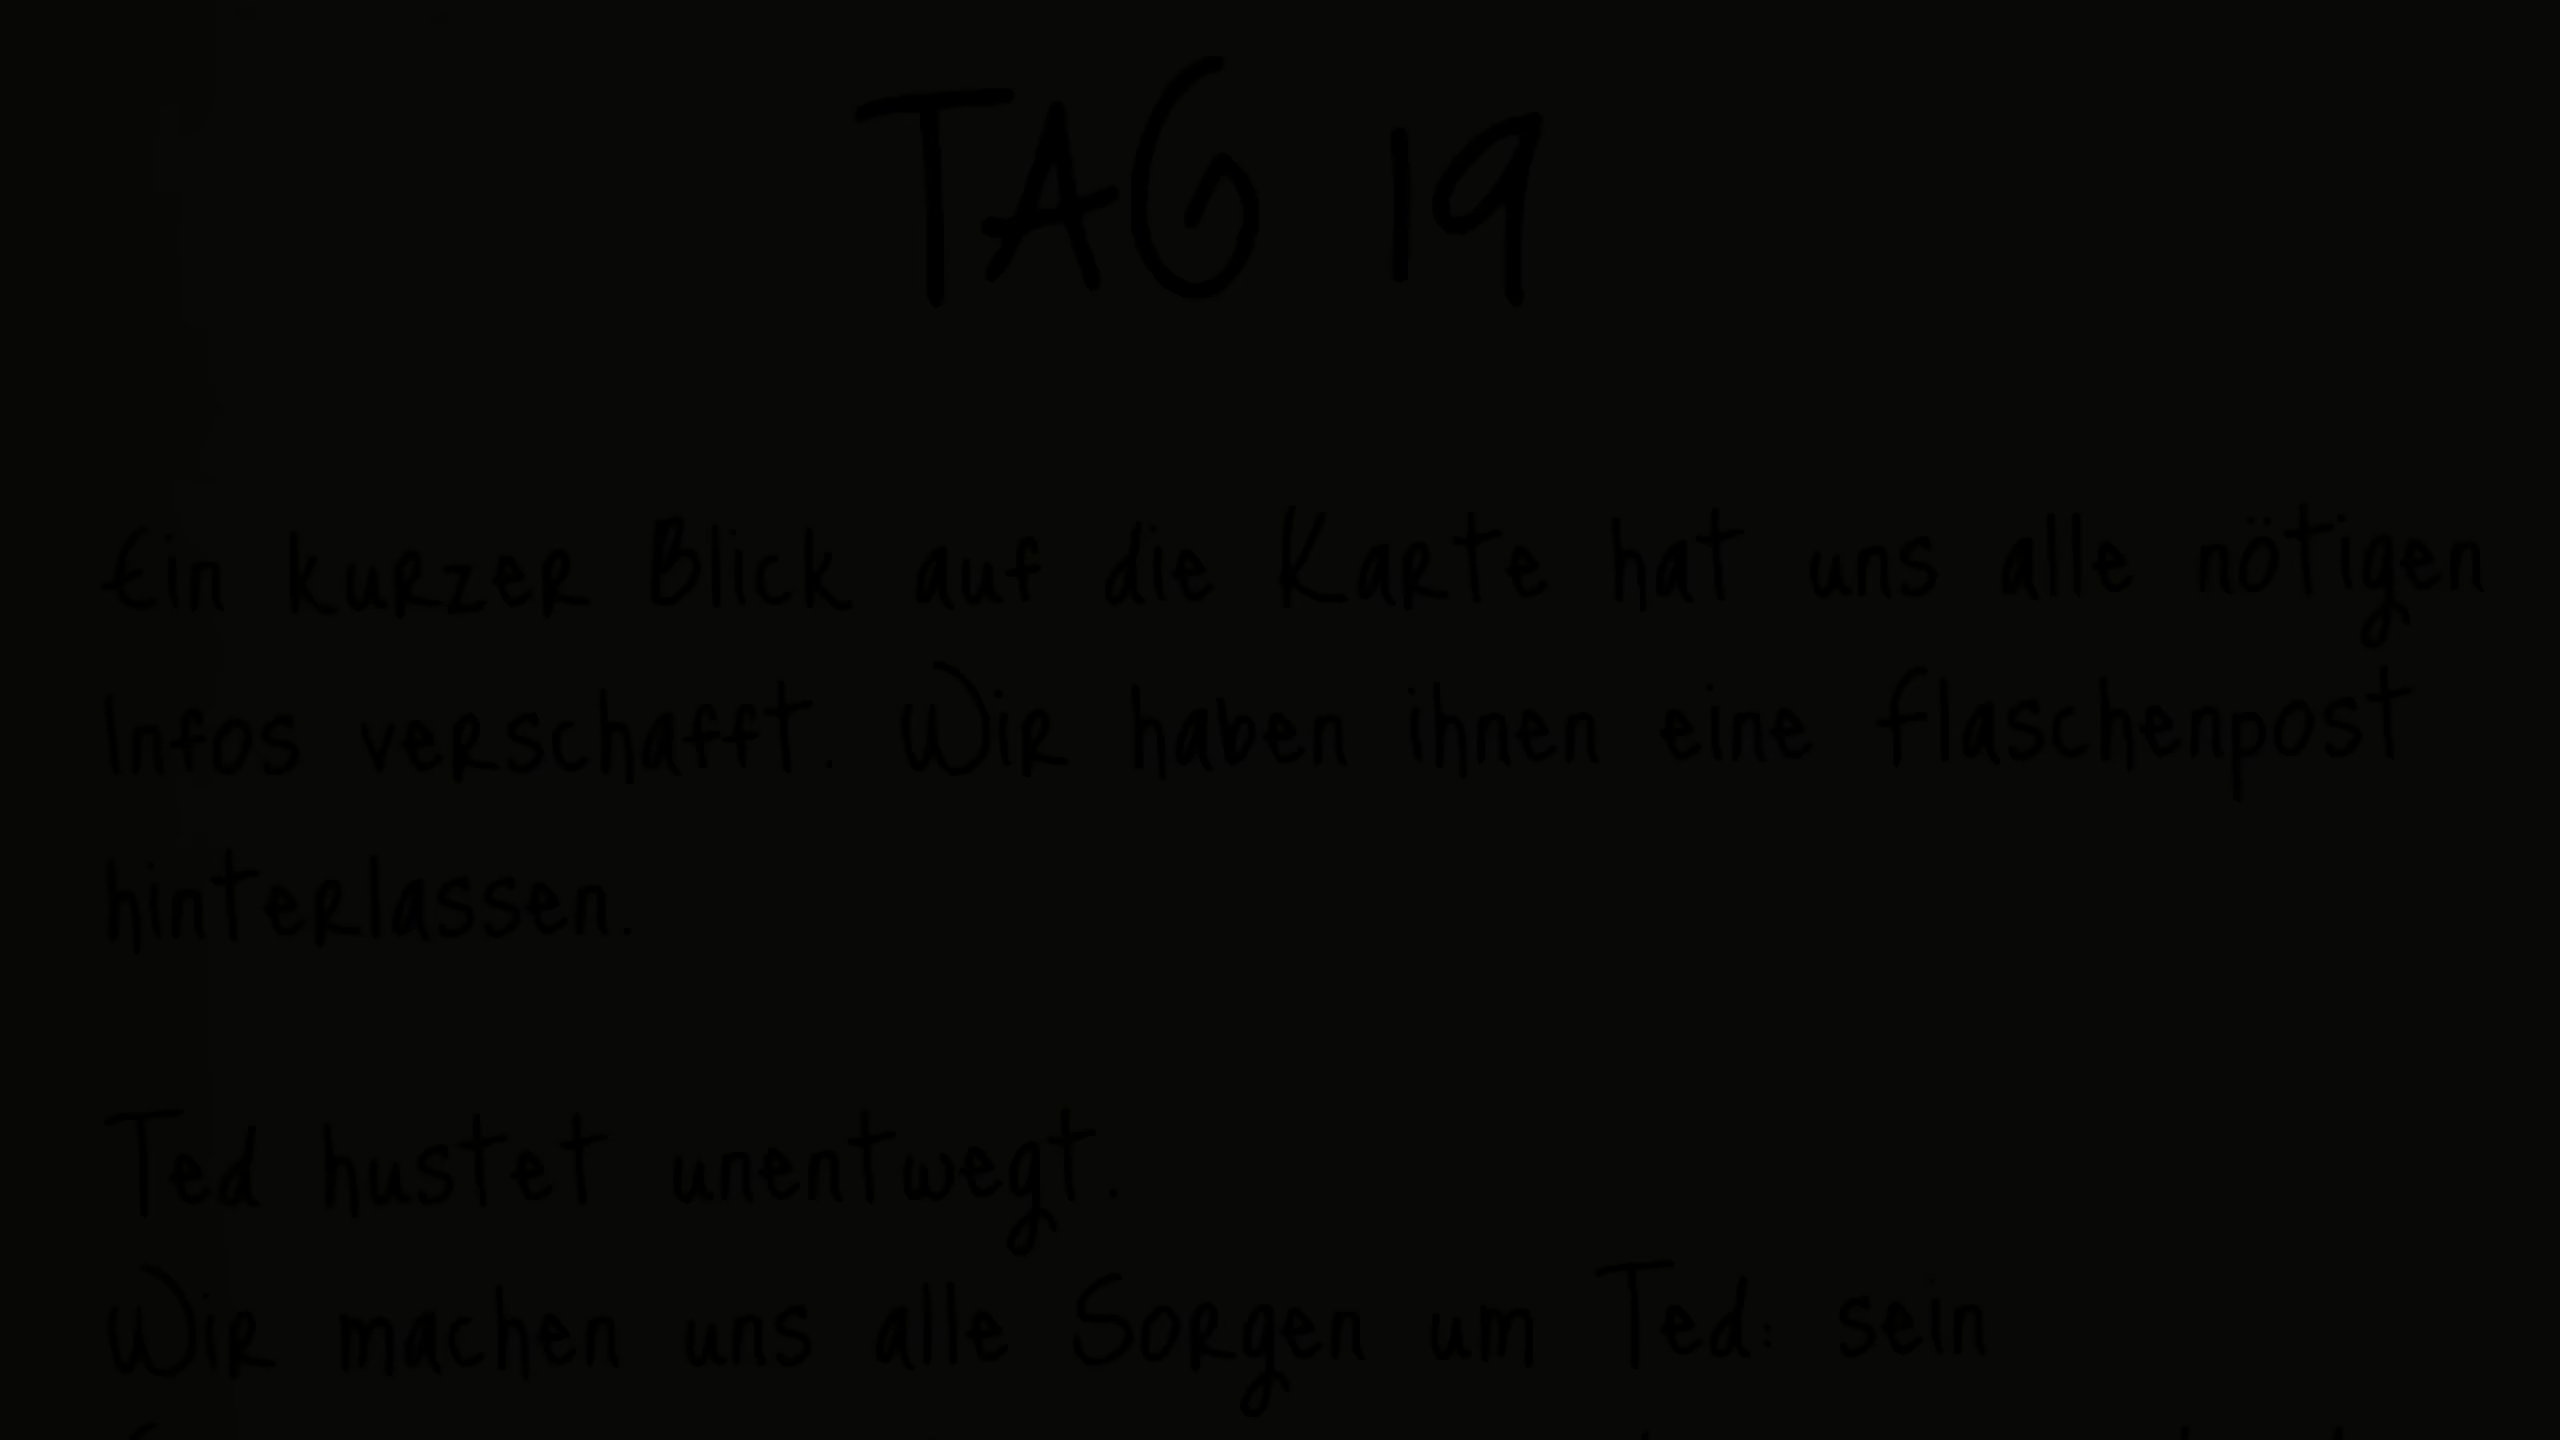 TAG 19
Ein kurzer Blick auf die Karte hat uns alle nötigen
Infos verschafft. Wir haben ihnen eine Flaschenpost
hinterlassen.
Ted hustet unentwegt.
Wir machen uns alle Sorgen um Ted: sein